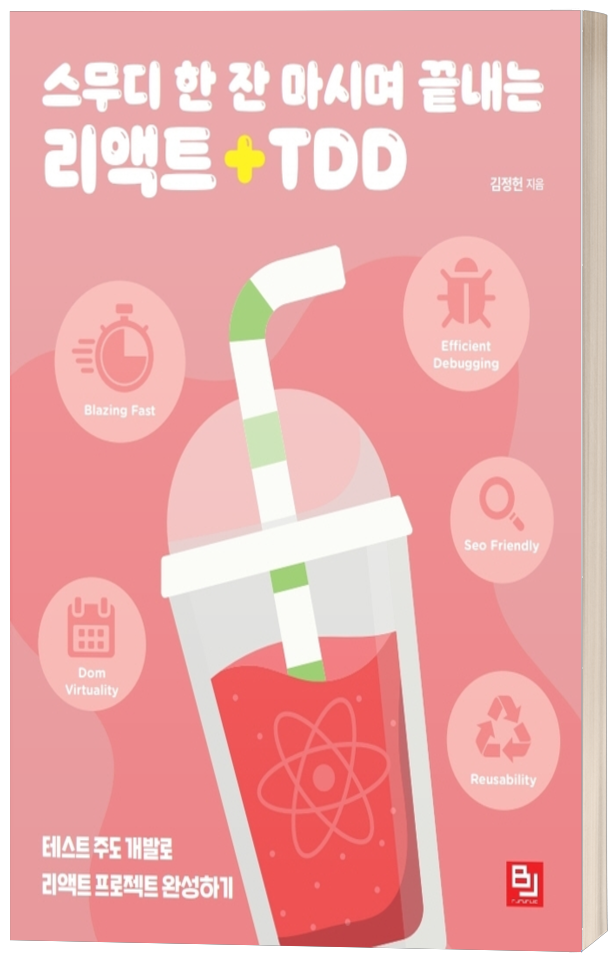 스무디 한 잔 마시며 끝내는
리액트+TDD
김정헌 지음
Efficient
Debugging
Blazing Fast
Seo Friendly
Dom
Virtuality
Reusability
테스트 주도 개발로
리액트 프로젝트 완성하기
BJ